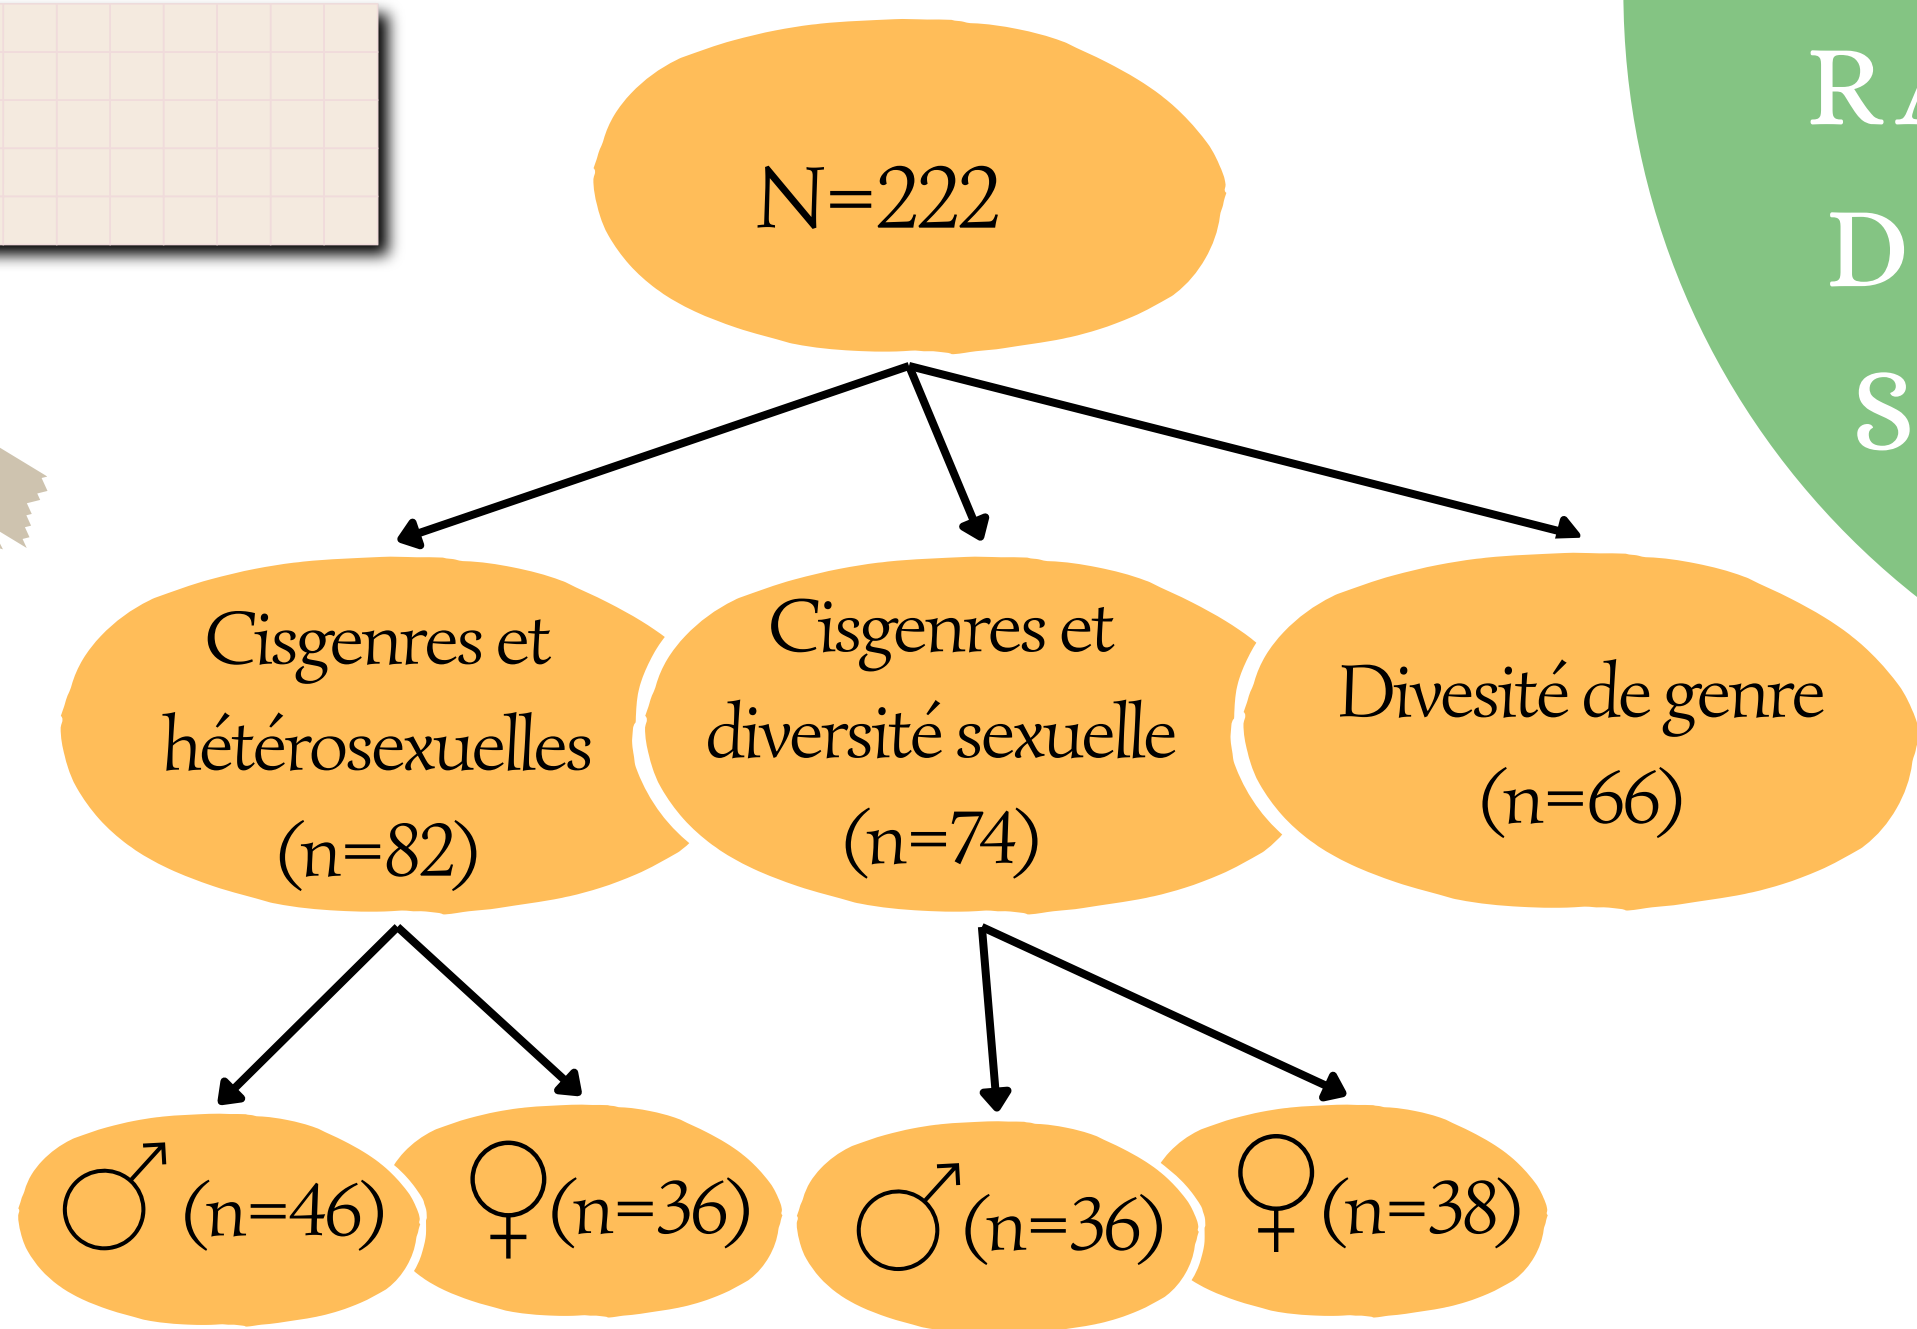 N=222
R
D
S
Cisgenres et
hétérosexuelles
(n=82)
Cisgenres et
diversité sexuelle
(n=74)
Divesité de genre
(n=66)
♂ (n=46)
♀ (n=36)
♂ (n=36)
♀ (n=38)